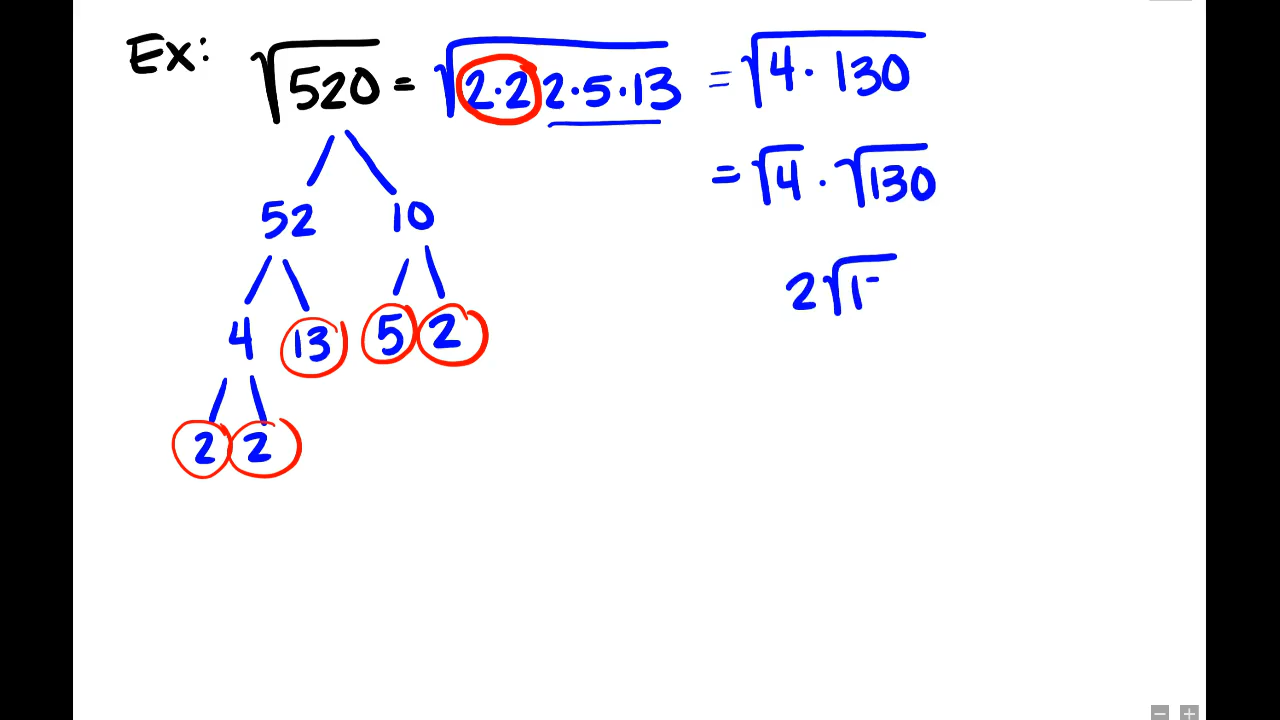 Ex: √520 = √2·2 2·5·13 = √4·130
= √4 · √130
52 10
2√1
4 13 5 2
2 2